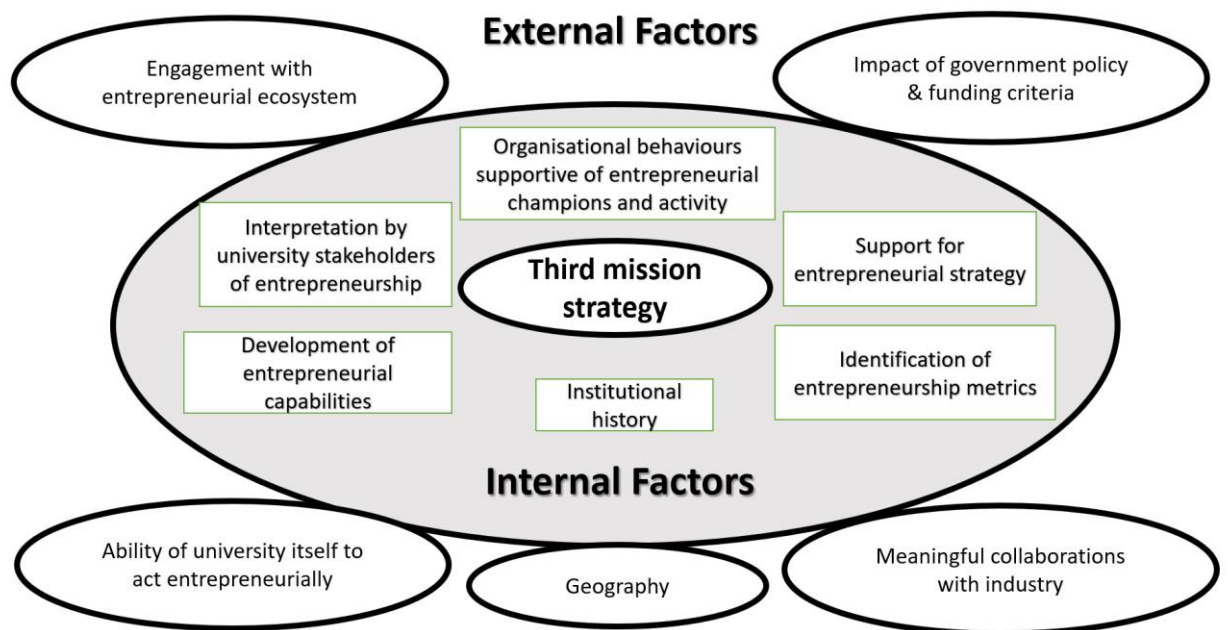 External Factors
Engagement with
entrepreneurial ecosystem
Impact of government policy
& funding criteria
Organisational behaviours
supportive of entrepreneurial
champions and activity
Interpretation by
university stakeholders
of entrepreneurship
Third mission
strategy
Support for
entrepreneurial strategy
Development of
entrepreneurial
capabilities
Institutional
history
Identification of
entrepreneurship metrics
Internal Factors
Ability of university itself to
act entrepreneurially
Geography
Meaningful collaborations
with industry